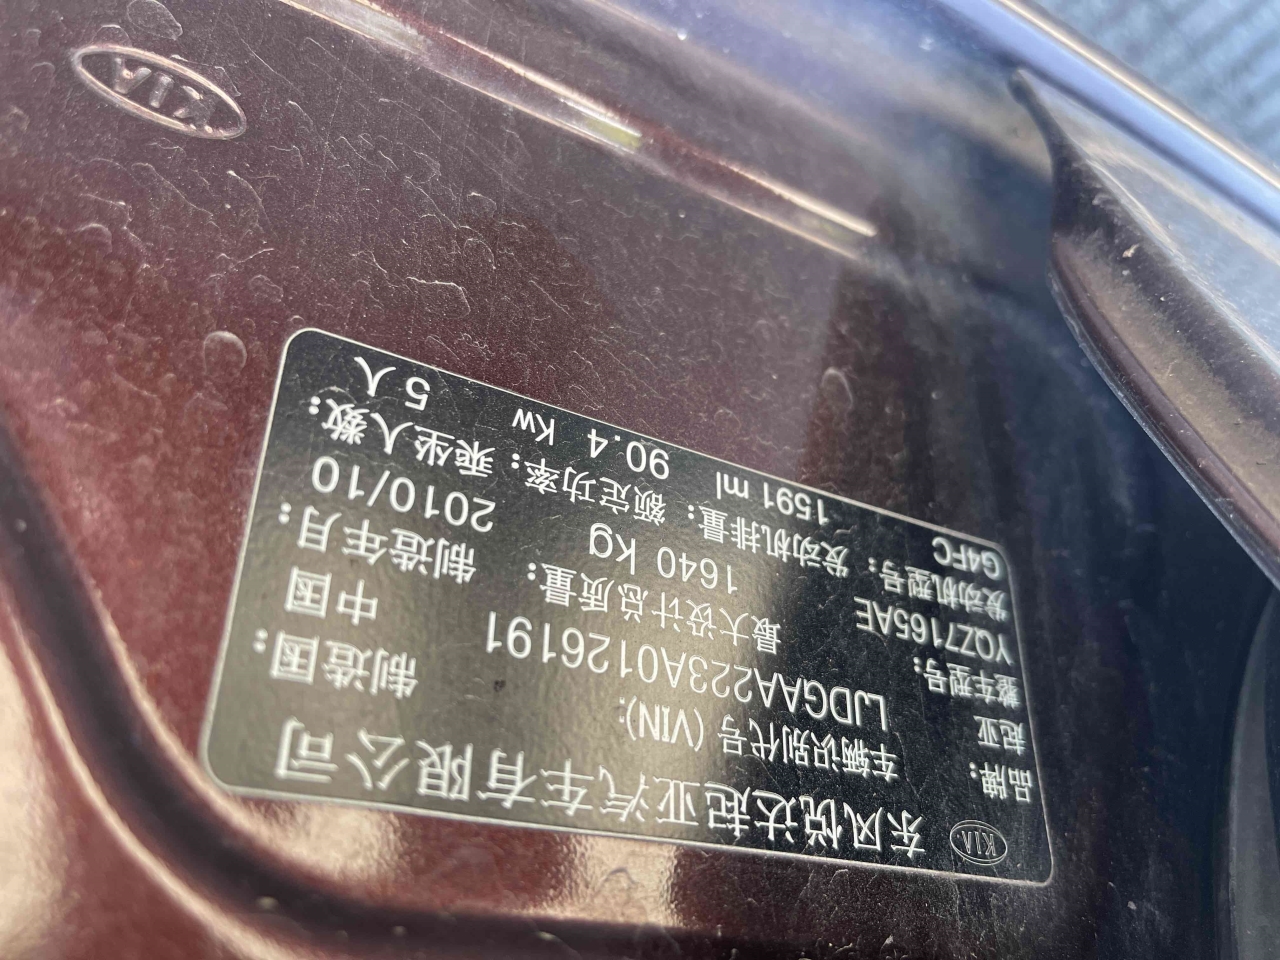 KIA
KIA 东风悦达起亚汽车有限公司
品牌: 车辆识别代号 (VIN): 制造国:
起亚 LJDGAA223A0126191 中国
整车型号: 最大设计总质量: 制造年月:
YQZ7165AE 1640 kg 2010/10
发动机型号: 发动机排量: 额定功率: 乘坐人数:
G4FC 1591 ml 90.4 Kw 5 人